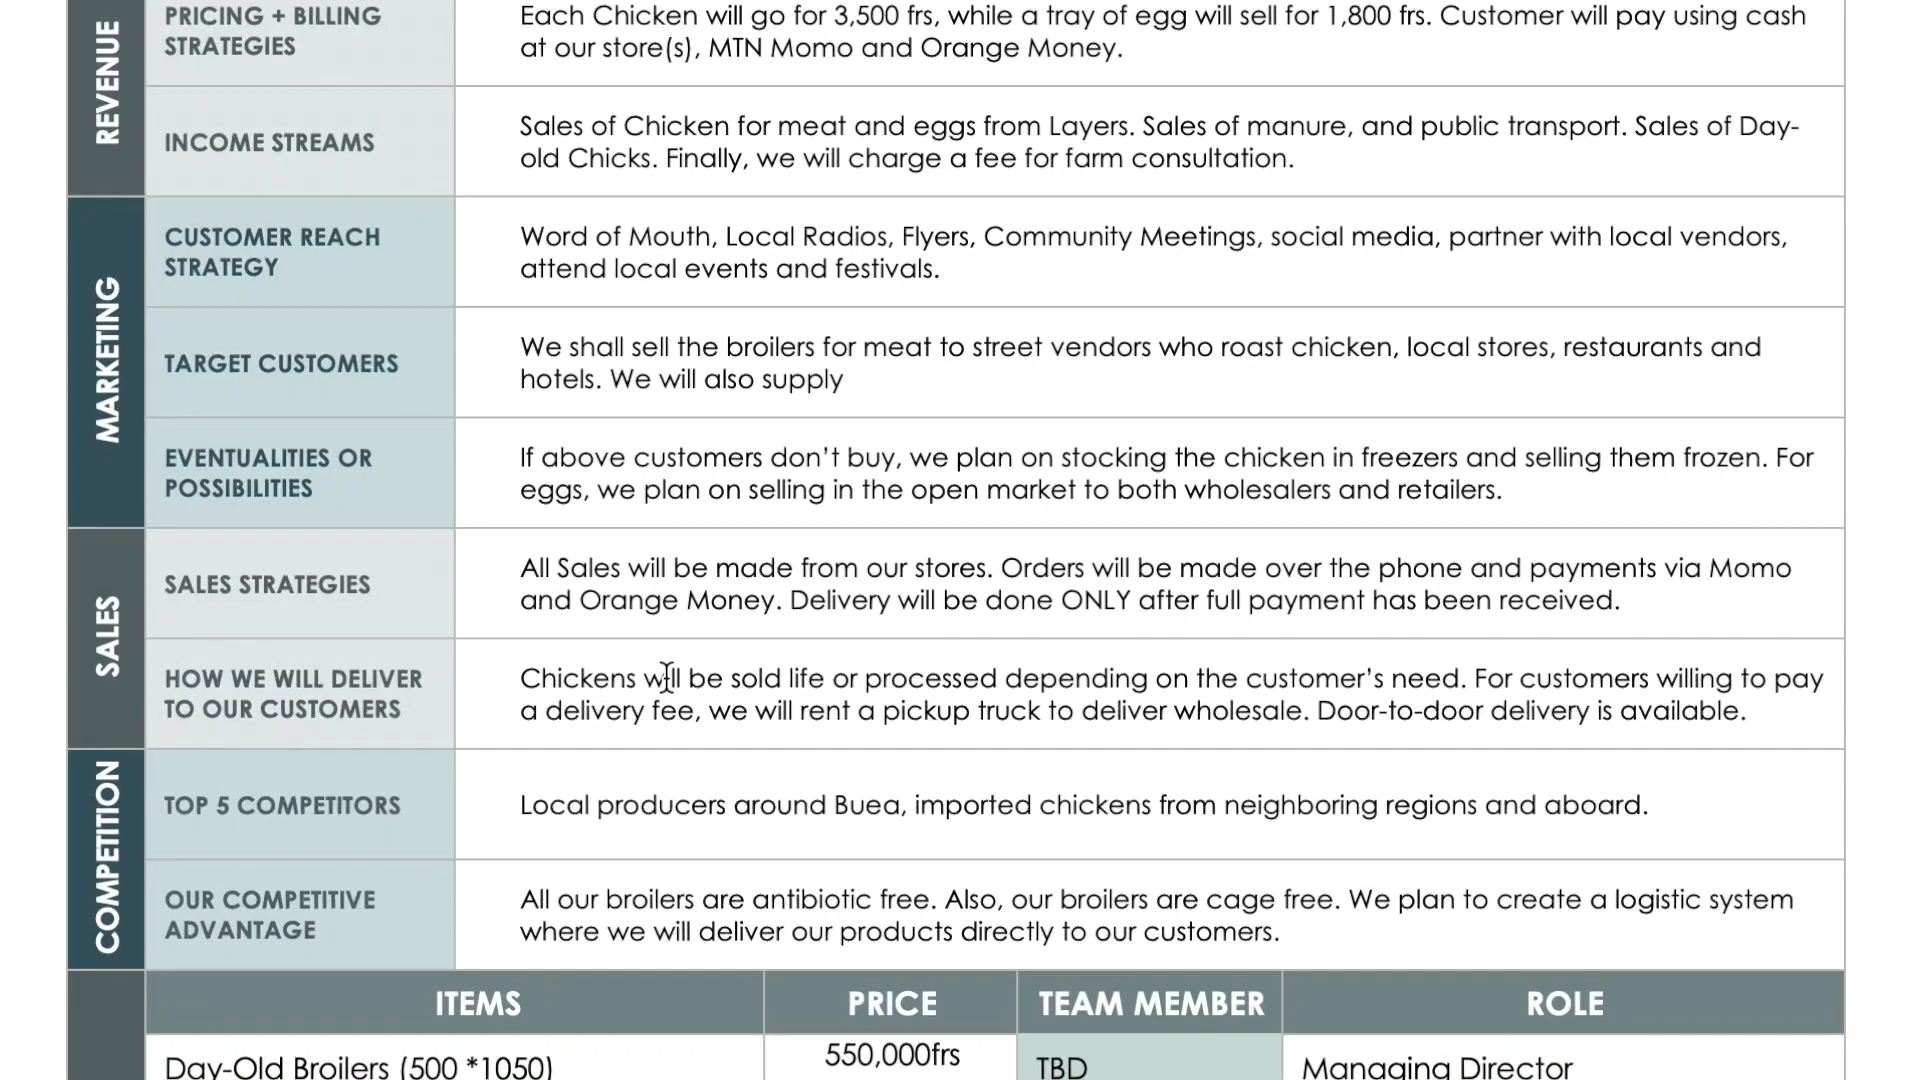 REVENUE
PRICING + BILLING
STRATEGIES
Each Chicken will go for 3,500 frs, while a tray of egg will sell for 1,800 frs. Customer will pay using cash
at our store(s), MTN Momo and Orange Money.
INCOME STREAMS
Sales of Chicken for meat and eggs from Layers. Sales of manure, and public transport. Sales of Day-
old Chicks. Finally, we will charge a fee for farm consultation.
MARKETING
CUSTOMER REACH
STRATEGY
Word of Mouth, Local Radios, Flyers, Community Meetings, social media, partner with local vendors,
attend local events and festivals.
TARGET CUSTOMERS
We shall sell the broilers for meat to street vendors who roast chicken, local stores, restaurants and
hotels. We will also supply
EVENTUALITIES OR
POSSIBILITIES
If above customers don’t buy, we plan on stocking the chicken in freezers and selling them frozen. For
eggs, we plan on selling in the open market to both wholesalers and retailers.
SALES
SALES STRATEGIES
All Sales will be made from our stores. Orders will be made over the phone and payments via Momo
and Orange Money. Delivery will be done ONLY after full payment has been received.
HOW WE WILL DELIVER
TO OUR CUSTOMERS
Chickens will be sold life or processed depending on the customer’s need. For customers willing to pay
a delivery fee, we will rent a pickup truck to deliver wholesale. Door-to-door delivery is available.
COMPETITION
TOP 5 COMPETITORS
Local producers around Buea, imported chickens from neighboring regions and aboard.
OUR COMPETITIVE
ADVANTAGE
All our broilers are antibiotic free. Also, our broilers are cage free. We plan to create a logistic system
where we will deliver our products directly to our customers.
ITEMS PRICE TEAM MEMBER ROLE
Day-Old Broilers (500 *1050) 550,000frs TBD Managing Director